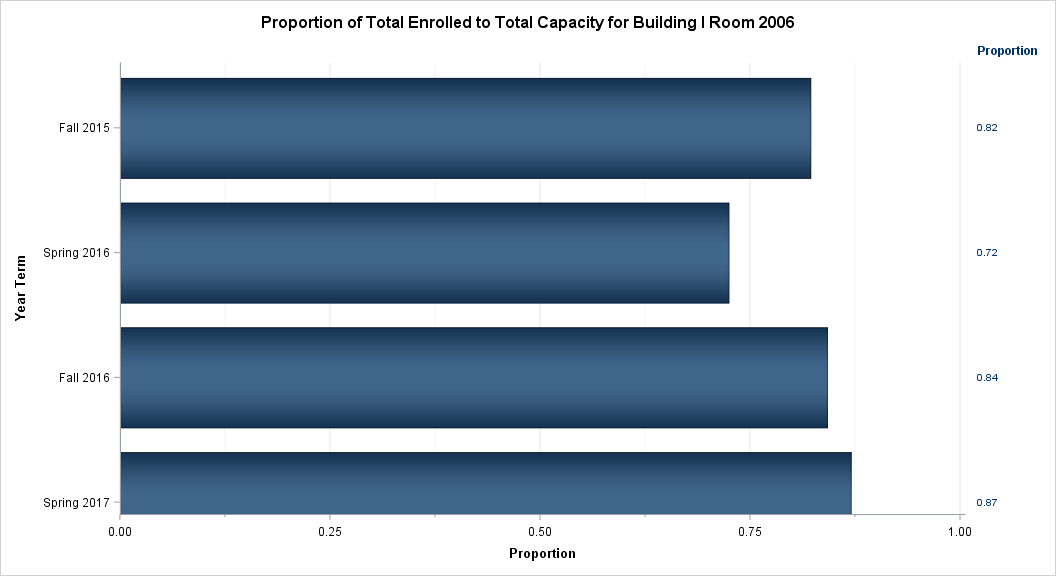 Proportion of Total Enrolled to Total Capacity for Building I Room 2006
Proportion
Fall 2015
0.82
Spring 2016
0.72
Year Term
Fall 2016
0.84
Spring 2017
0.87
0.00 0.25 0.50 0.75 1.00
Proportion